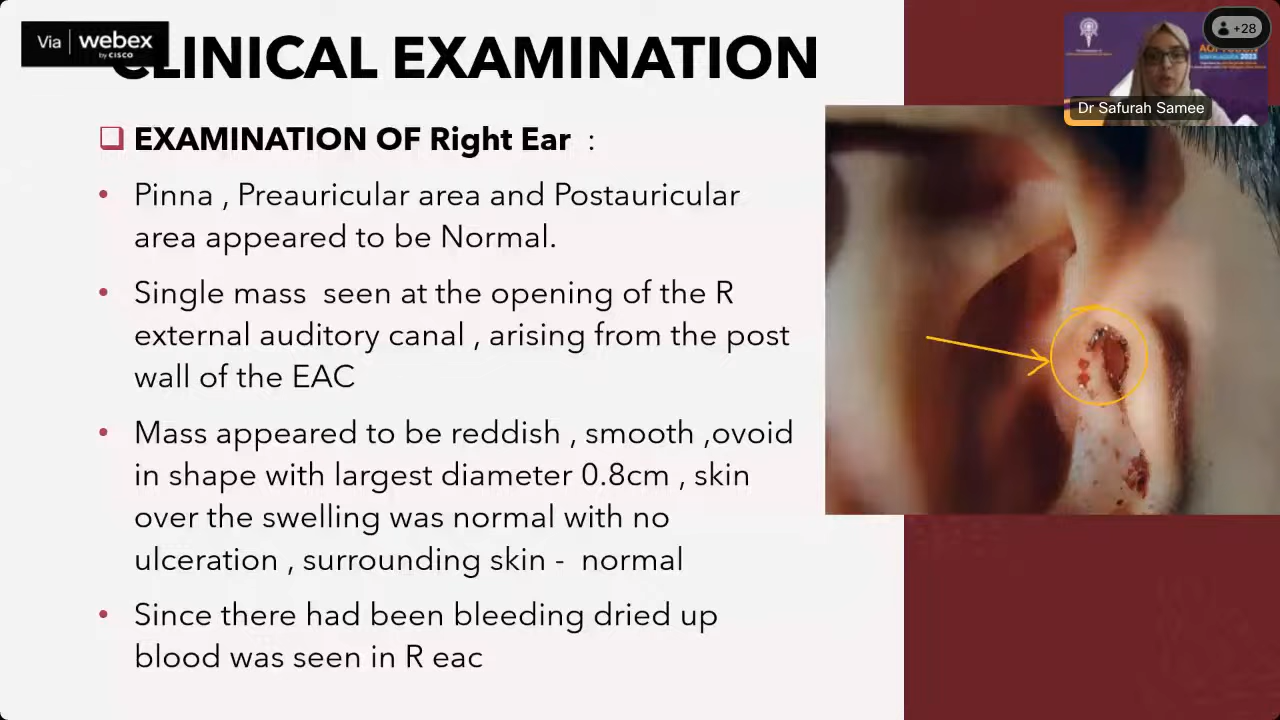 Via webex
by CISCO
CLINICAL EXAMINATION
EXAMINATION OF Right Ear :
• Pinna , Preauricular area and Postauricular
area appeared to be Normal.
• Single mass seen at the opening of the R
external auditory canal , arising from the post
wall of the EAC
• Mass appeared to be reddish , smooth ,ovoid
in shape with largest diameter 0.8cm , skin
over the swelling was normal with no
ulceration , surrounding skin - normal
• Since there had been bleeding dried up
blood was seen in R eac
+28
Dr Safurah Samee